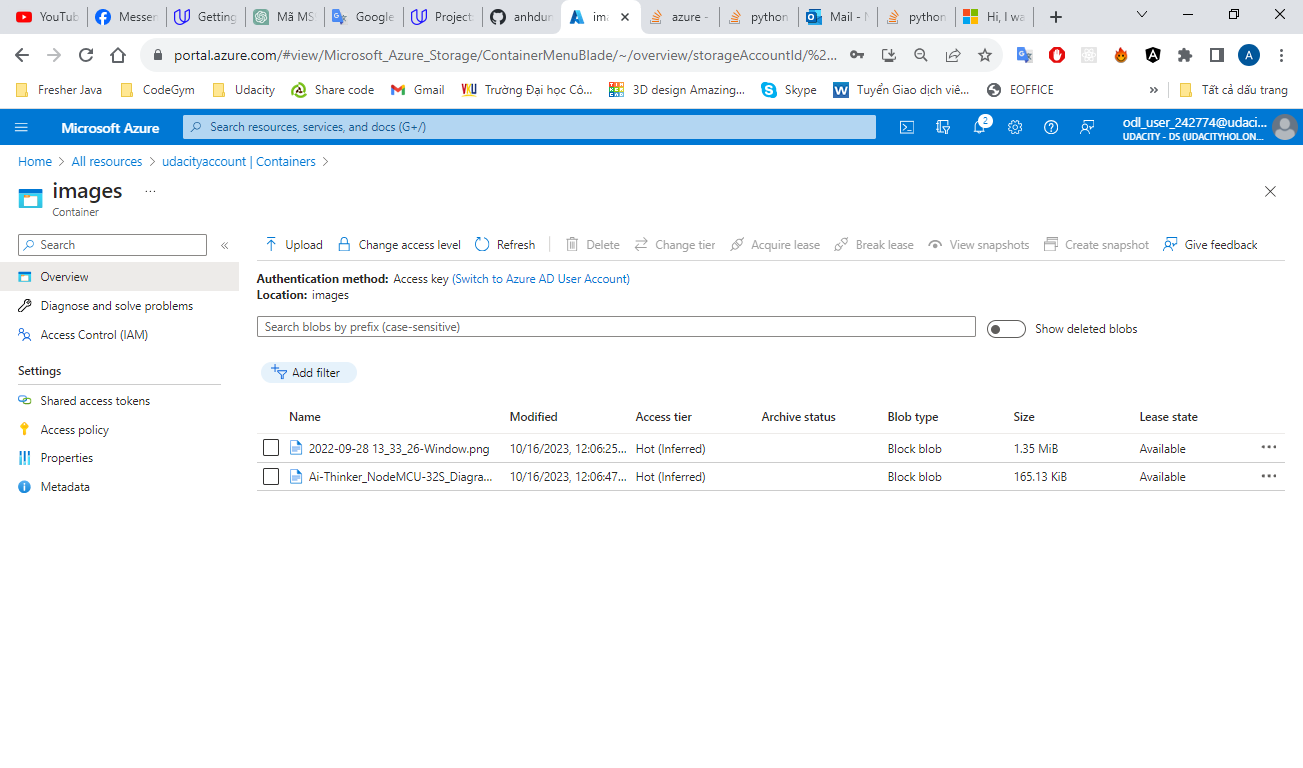 YouTub
Messen
Getting
Mã MS
Google
Project
anhdun
ima
azure -
python
Mail - N
python
Hi, I wa
portal.azure.com/#view/Microsoft_Azure_Storage/ContainerMenuBlade/~/overview/storageAccountId/%2...
A
Fresher Java
CodeGym
Udacity
Share code
Gmail
Trường Đại học Cô...
3D design Amazing...
Skype
Tuyển Giao dịch viê...
EOFFICE
»
Tất cả dấu trang
Microsoft Azure
Search resources, services, and docs (G+/)
2
odl_user_242774@udaci...
UDACITY - D5 (UDACITYHOLON...
Home > All resources > udacityaccount | Containers >
images ...
Container
Search
«
Upload
Change access level
Refresh
Delete
Change tier
Acquire lease
Break lease
View snapshots
Create snapshot
Give feedback
Overview
Diagnose and solve problems
Access Control (IAM)
Settings
Shared access tokens
Access policy
Properties
Metadata
Authentication method: Access key (Switch to Azure AD User Account)
Location: images
Search blobs by prefix (case-sensitive)
Show deleted blobs
Add filter
Name Modified Access tier Archive status Blob type Size Lease state
2022-09-28 13_33_26-Window.png 10/16/2023, 12:06:25... Hot (Inferred) Block blob 1.35 MiB Available ...
Ai-Thinker_NodeMCU-32S_Diagra... 10/16/2023, 12:06:47... Hot (Inferred) Block blob 165.13 KiB Available ...